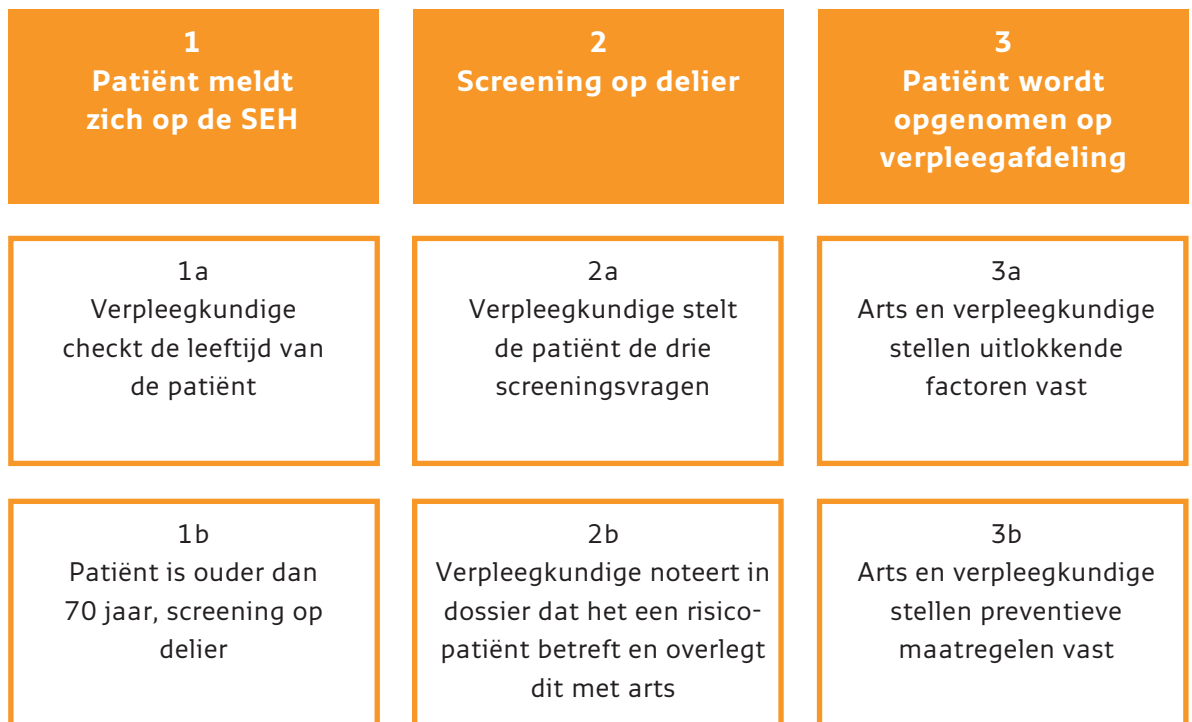 1
Patiënt meldt
zich op de SEH
2
Screening op delier
3
Patiënt wordt
opgenomen op
verpleegafdeling
1a
Verpleegkundige
checkt de leeftijd van
de patiënt
2a
Verpleegkundige stelt
de patiënt de drie
screeningsvragen
3a
Arts en verpleegkundige
stellen uitlokkende
factoren vast
1b
Patiënt is ouder dan
70 jaar, screening op
delier
2b
Verpleegkundige noteert in
dossier dat het een risico-
patiënt betreft en overlegt
dit met arts
3b
Arts en verpleegkundige
stellen preventieve
maatregelen vast